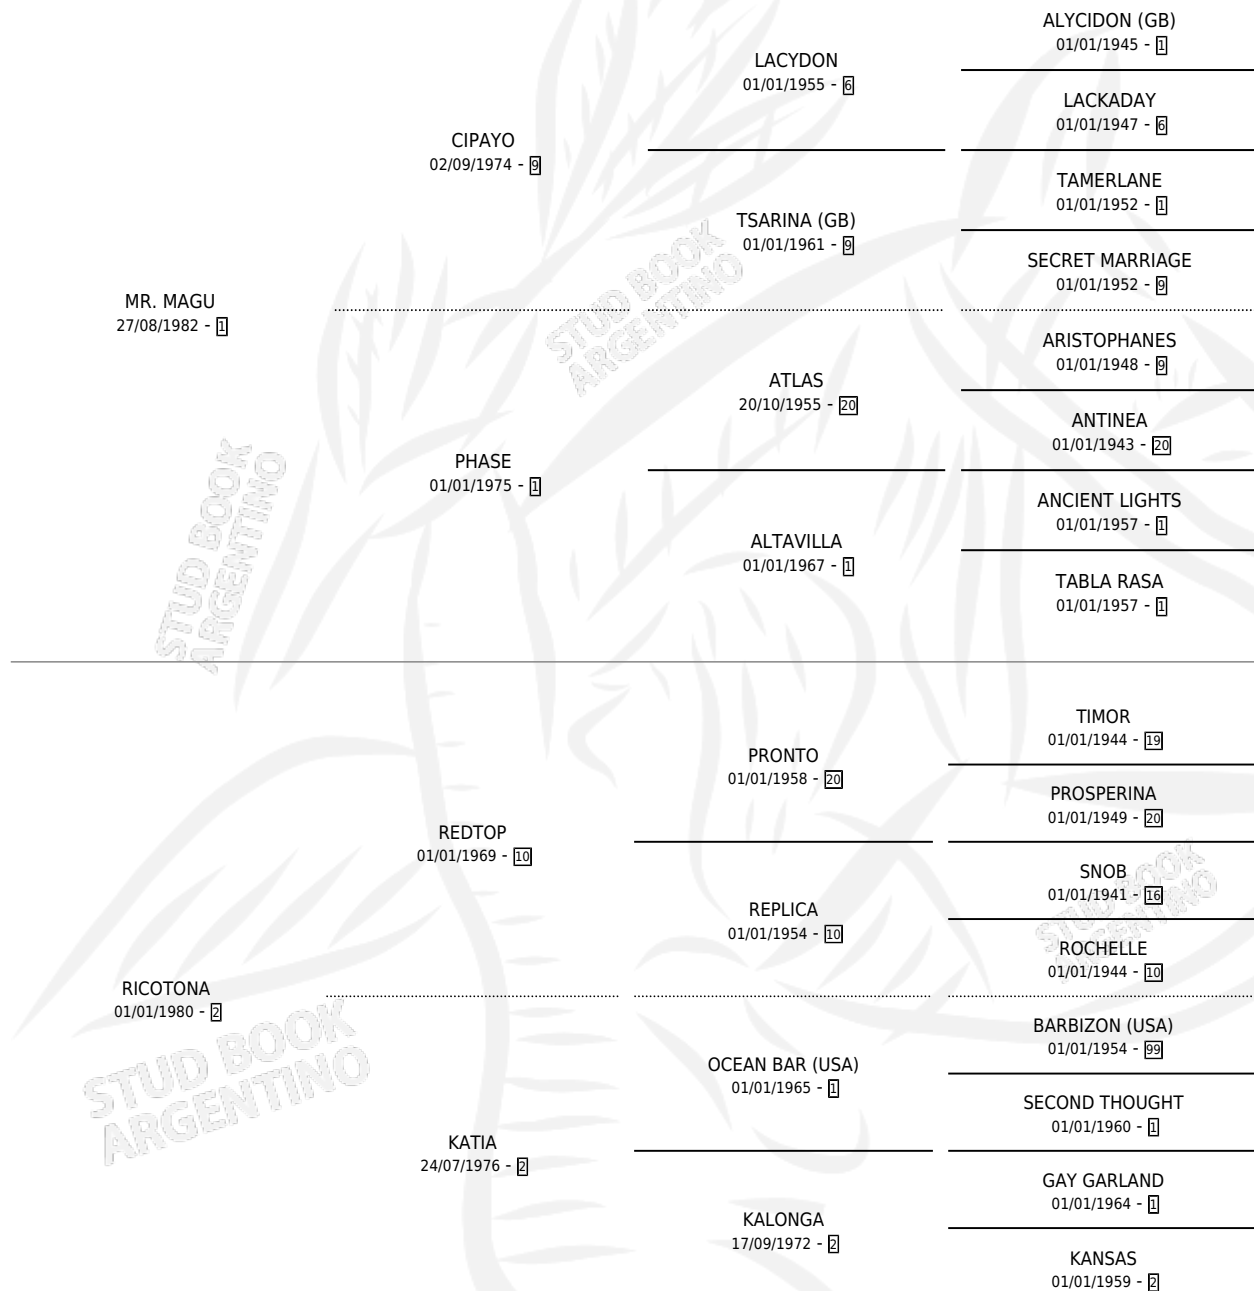 ALYCIDON (GB)
01/01/1945 - 1
LACYDON
01/01/1955 - 6
LACKADAY
01/01/1947 - 6
CIPAYO
02/09/1974 - 9
TAMERLANE
01/01/1952 - 1
TSARINA (GB)
01/01/1961 - 9
SECRET MARRIAGE
01/01/1952 - 9
MR. MAGU
27/08/1982 - 1
ARISTOPHANES
01/01/1948 - 9
ATLAS
20/10/1955 - 20
ANTINEA
01/01/1943 - 20
PHASE
01/01/1975 - 1
ANCIENT LIGHTS
01/01/1957 - 1
ALTAVILLA
01/01/1967 - 1
TABLA RASA
01/01/1957 - 1
TIMOR
01/01/1944 - 19
PRONTO
01/01/1958 - 20
PROSPERINA
01/01/1949 - 20
REDTOP
01/01/1969 - 10
SNOB
01/01/1941 - 16
REPLICA
01/01/1954 - 10
ROCHELLE
01/01/1944 - 10
RICOTONA
01/01/1980 - 2
BARBIZON (USA)
01/01/1954 - 99
OCEAN BAR (USA)
01/01/1965 - 1
SECOND THOUGHT
01/01/1960 - 1
KATIA
24/07/1976 - 2
GAY GARLAND
01/01/1964 - 1
KALONGA
17/09/1972 - 2
KANSAS
01/01/1959 - 2
STUD BOOK
ARGENTINO
STUD BOOK
ARGENTINO
STUD BOOK
ARGENTINO
STUD BOOK
ARGENTINO